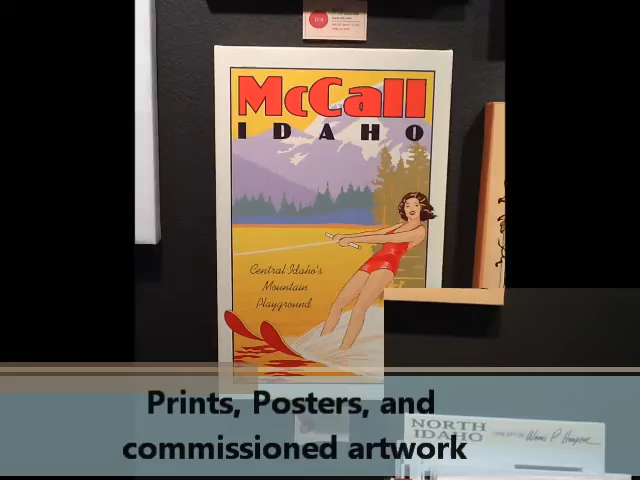 McCall
IDAHO
Central Idaho's
Mountain
Playground
Prints, Posters, and
commissioned artwork
NORTH
IDAHO